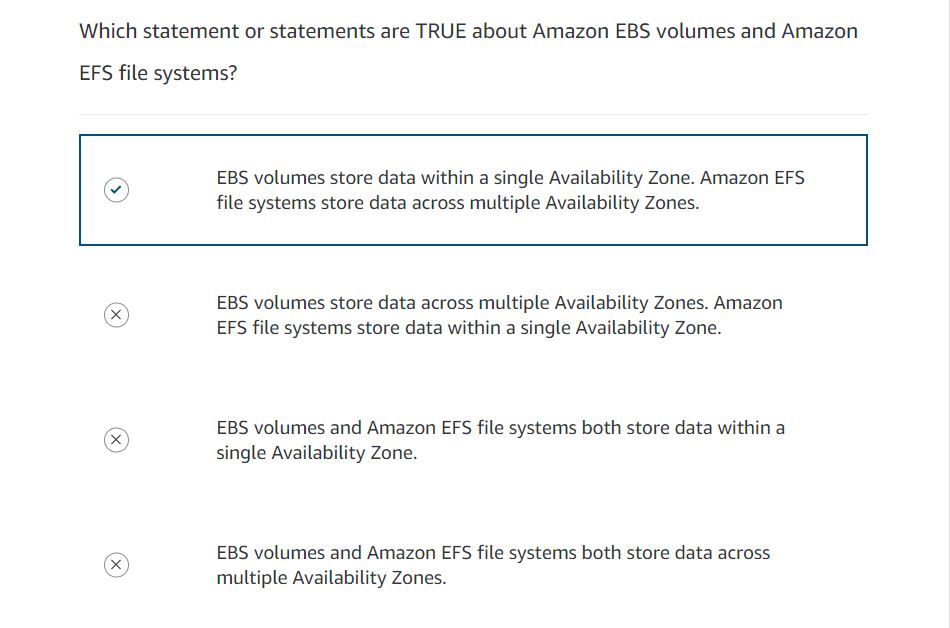 Which statement or statements are TRUE about Amazon EBS volumes and Amazon
EFS file systems?
EBS volumes store data within a single Availability Zone. Amazon EFS
file systems store data across multiple Availability Zones.
EBS volumes store data across multiple Availability Zones. Amazon
EFS file systems store data within a single Availability Zone.
EBS volumes and Amazon EFS file systems both store data within a
single Availability Zone.
EBS volumes and Amazon EFS file systems both store data across
multiple Availability Zones.